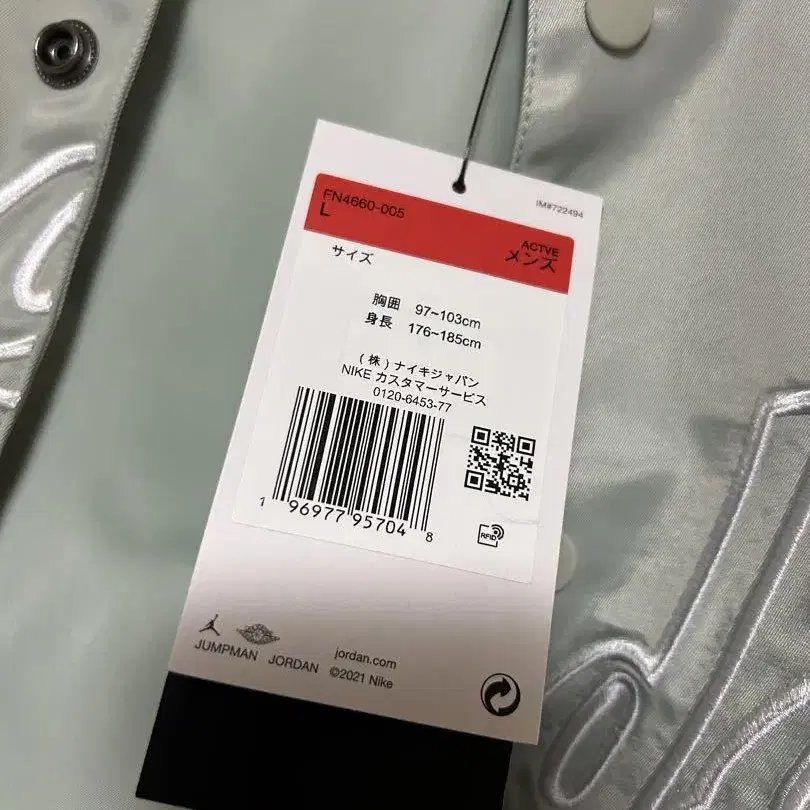 IM#722494
FN4660-005
L
ACTVE
メンズ
サイズ
胸囲 97~103cm
身長 176~185cm
(株)ナイキジャパン
NIKE カスタマーサービス
0120-6453-77
1 96977 95704 8
RFID
JUMPMAN JORDAN
jordan.com
©2021 Nike